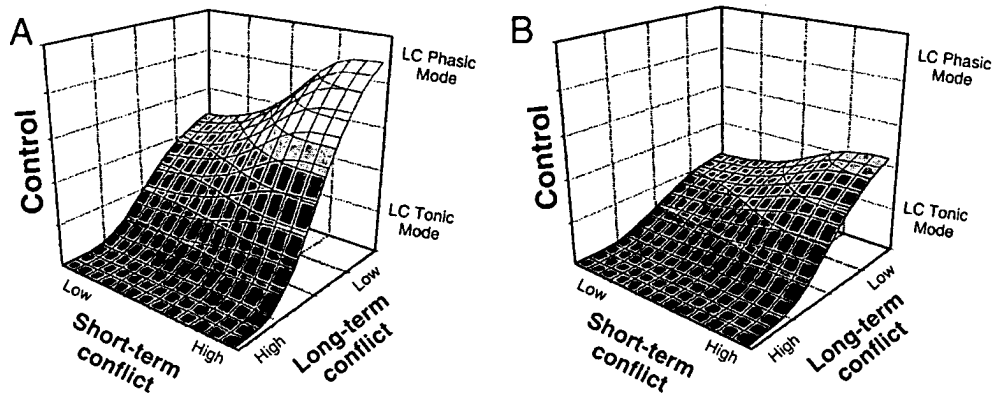 A
Control
LC Phasic
Mode
LC Tonic
Mode
Low
Short-term
conflict
High
High
Long-term
conflict
Low
B
Control
LC Phasic
Mode
LC Tonic
Mode
Low
Short-term
conflict
High
High
Long-term
conflict
Low